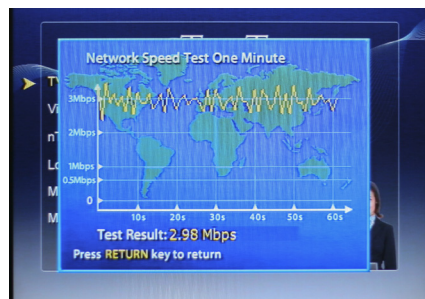 Network Speed Test One Minute
3Mbps
2Mbps
1Mbps
0.5Mbps
0
10s 20s 30s 40s 50s 60s
Test Result: 2.98 Mbps
Press RETURN key to return